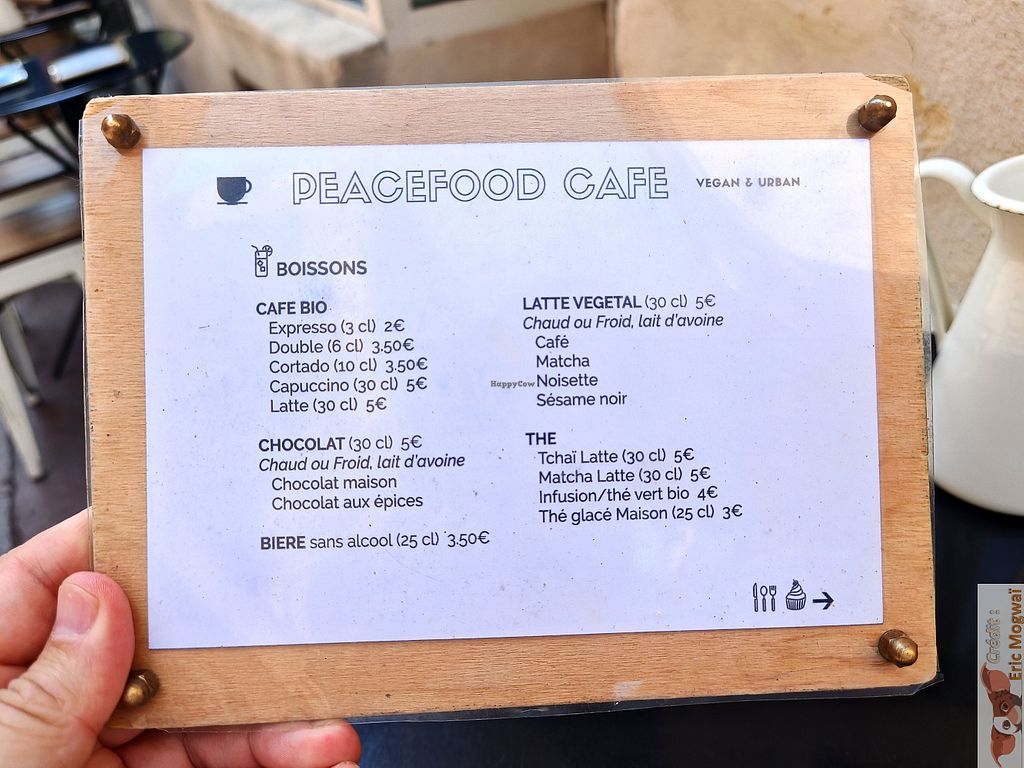 PEACEFOOD CAFE
VEGAN & URBAN
BOISSONS
CAFE BIO
Expresso (3 cl) 2€
Double (6 cl) 3.50€
Cortado (10 cl) 3.50€
Capuccino (30 cl) 5€
Latte (30 cl) 5€
CHOCOLAT (30 cl) 5€
Chaud ou Froid, lait d'avoine
Chocolat maison
Chocolat aux épices
BIERE sans alcool (25 cl) 3.50€
LATTE VEGETAL (30 cl) 5€
Chaud ou Froid, lait d'avoine
Café
Matcha
Noisette
Sésame noir
THE
Tchaï Latte (30 cl) 5€
Matcha Latte (30 cl) 5€
Infusion/thé vert bio 4€
Thé glacé Maison (25 cl) 3€
HappyCow
Crédit :
Eric Mogwaï